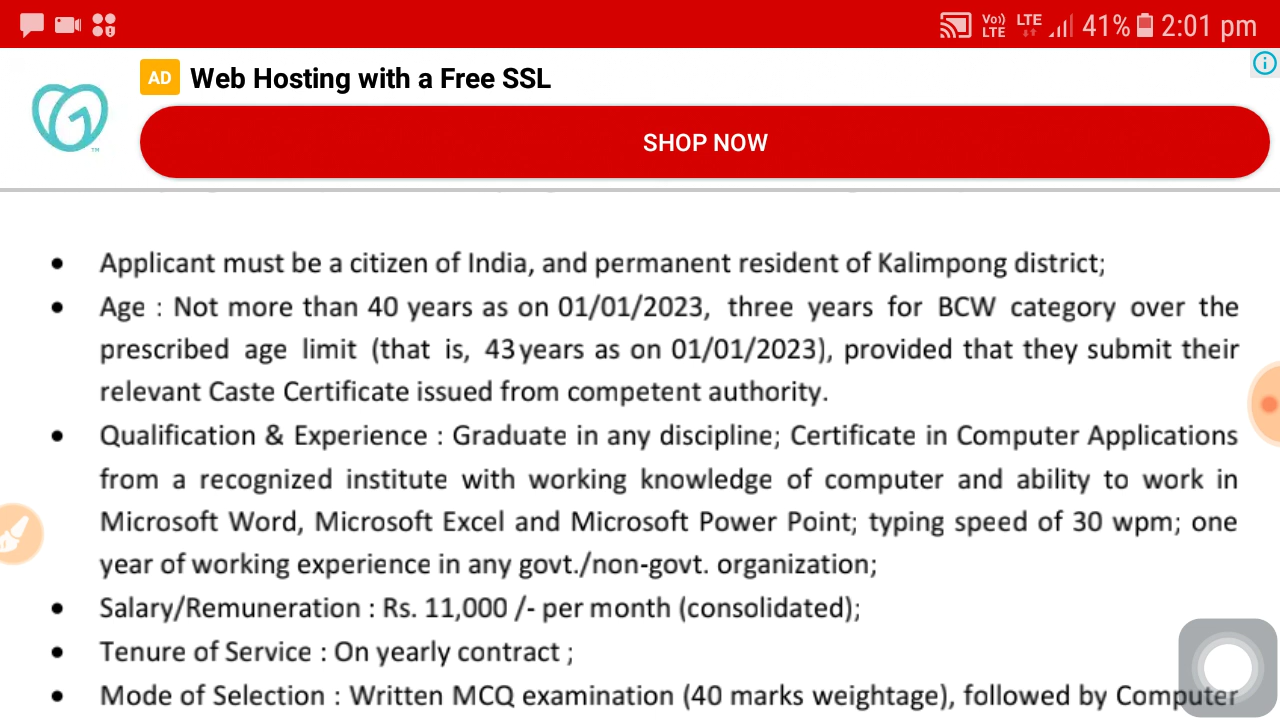 Vo) LTE LTE 41% 2:01 pm
AD Web Hosting with a Free SSL
SHOP NOW
• Applicant must be a citizen of India, and permanent resident of Kalimpong district;
• Age : Not more than 40 years as on 01/01/2023, three years for BCW category over the
prescribed age limit (that is, 43years as on 01/01/2023), provided that they submit their
relevant Caste Certificate issued from competent authority.
• Qualification & Experience : Graduate in any discipline; Certificate in Computer Applications
from a recognized institute with working knowledge of computer and ability to work in
Microsoft Word, Microsoft Excel and Microsoft Power Point; typing speed of 30 wpm; one
year of working experience in any govt./non-govt. organization;
• Salary/Remuneration : Rs. 11,000 /- per month (consolidated);
• Tenure of Service : On yearly contract ;
• Mode of Selection : Written MCQ examination (40 marks weightage), followed by Computer